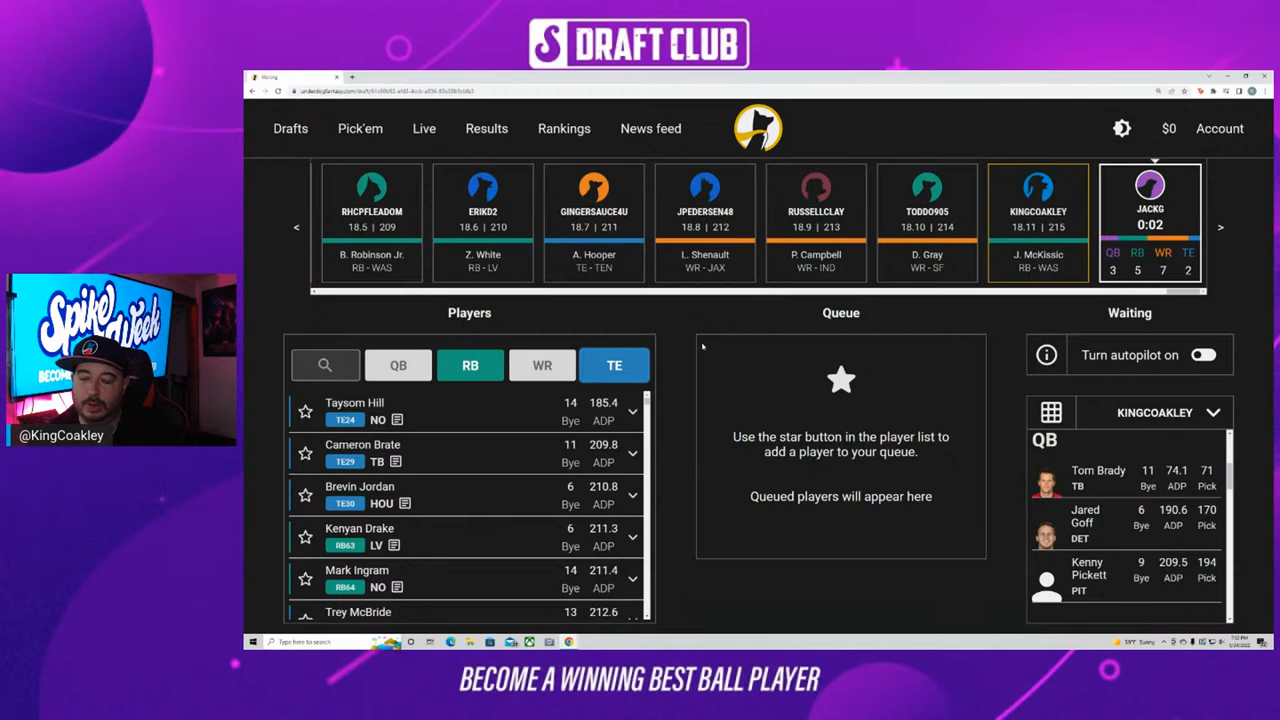 S DRAFT CLUB
Waiting
Drafts
Pick'em
Live
Results
Rankings
News feed
$0
Account
<
RHCPFLEADOM
18.5 | 209
B. Robinson Jr.
RB - WAS
ERIKD2
18.6 | 210
Z. White
RB - LV
GINGERSAUCE4U
18.7 | 211
A. Hooper
TE - TEN
JPEDERSEN48
18.8 | 212
L. Shenault
WR - JAX
RUSSELLCLAY
18.9 | 213
P. Campbell
WR - IND
TODD0905
18.10 | 214
D. Gray
WR - SF
KINGCOAKLEY
18.11 | 215
J. McKissic
RB - WAS
JACKG
0:02
QB RB WR TE
3 5 7 2
>
Players
Queue
Waiting
QB
RB
WR
TE
Taysom Hill 14 185.4
TE24 NO Bye ADP
Cameron Brate 11 209.8
TE29 TB Bye ADP
Brevin Jordan 6 210.8
TE30 HOU Bye ADP
Kenyan Drake 6 211.3
RB63 LV Bye ADP
Mark Ingram 14 211.4
RB64 NO Bye ADP
Trey McBride 13 212.6
Use the star button in the player list to
add a player to your queue.
Queued players will appear here
Turn autopilot on
KINGCOAKLEY
QB
Tom Brady 11 74.1 71
TB Bye ADP Pick
Jared
Goff 6 190.6 170
DET Bye ADP Pick
Kenny
Pickett 9 209.5 194
PIT Bye ADP Pick
Spike
Week
@KingCoakley
Type here to search
59°F Sunny
BECOME A WINNING BEST BALL PLAYER